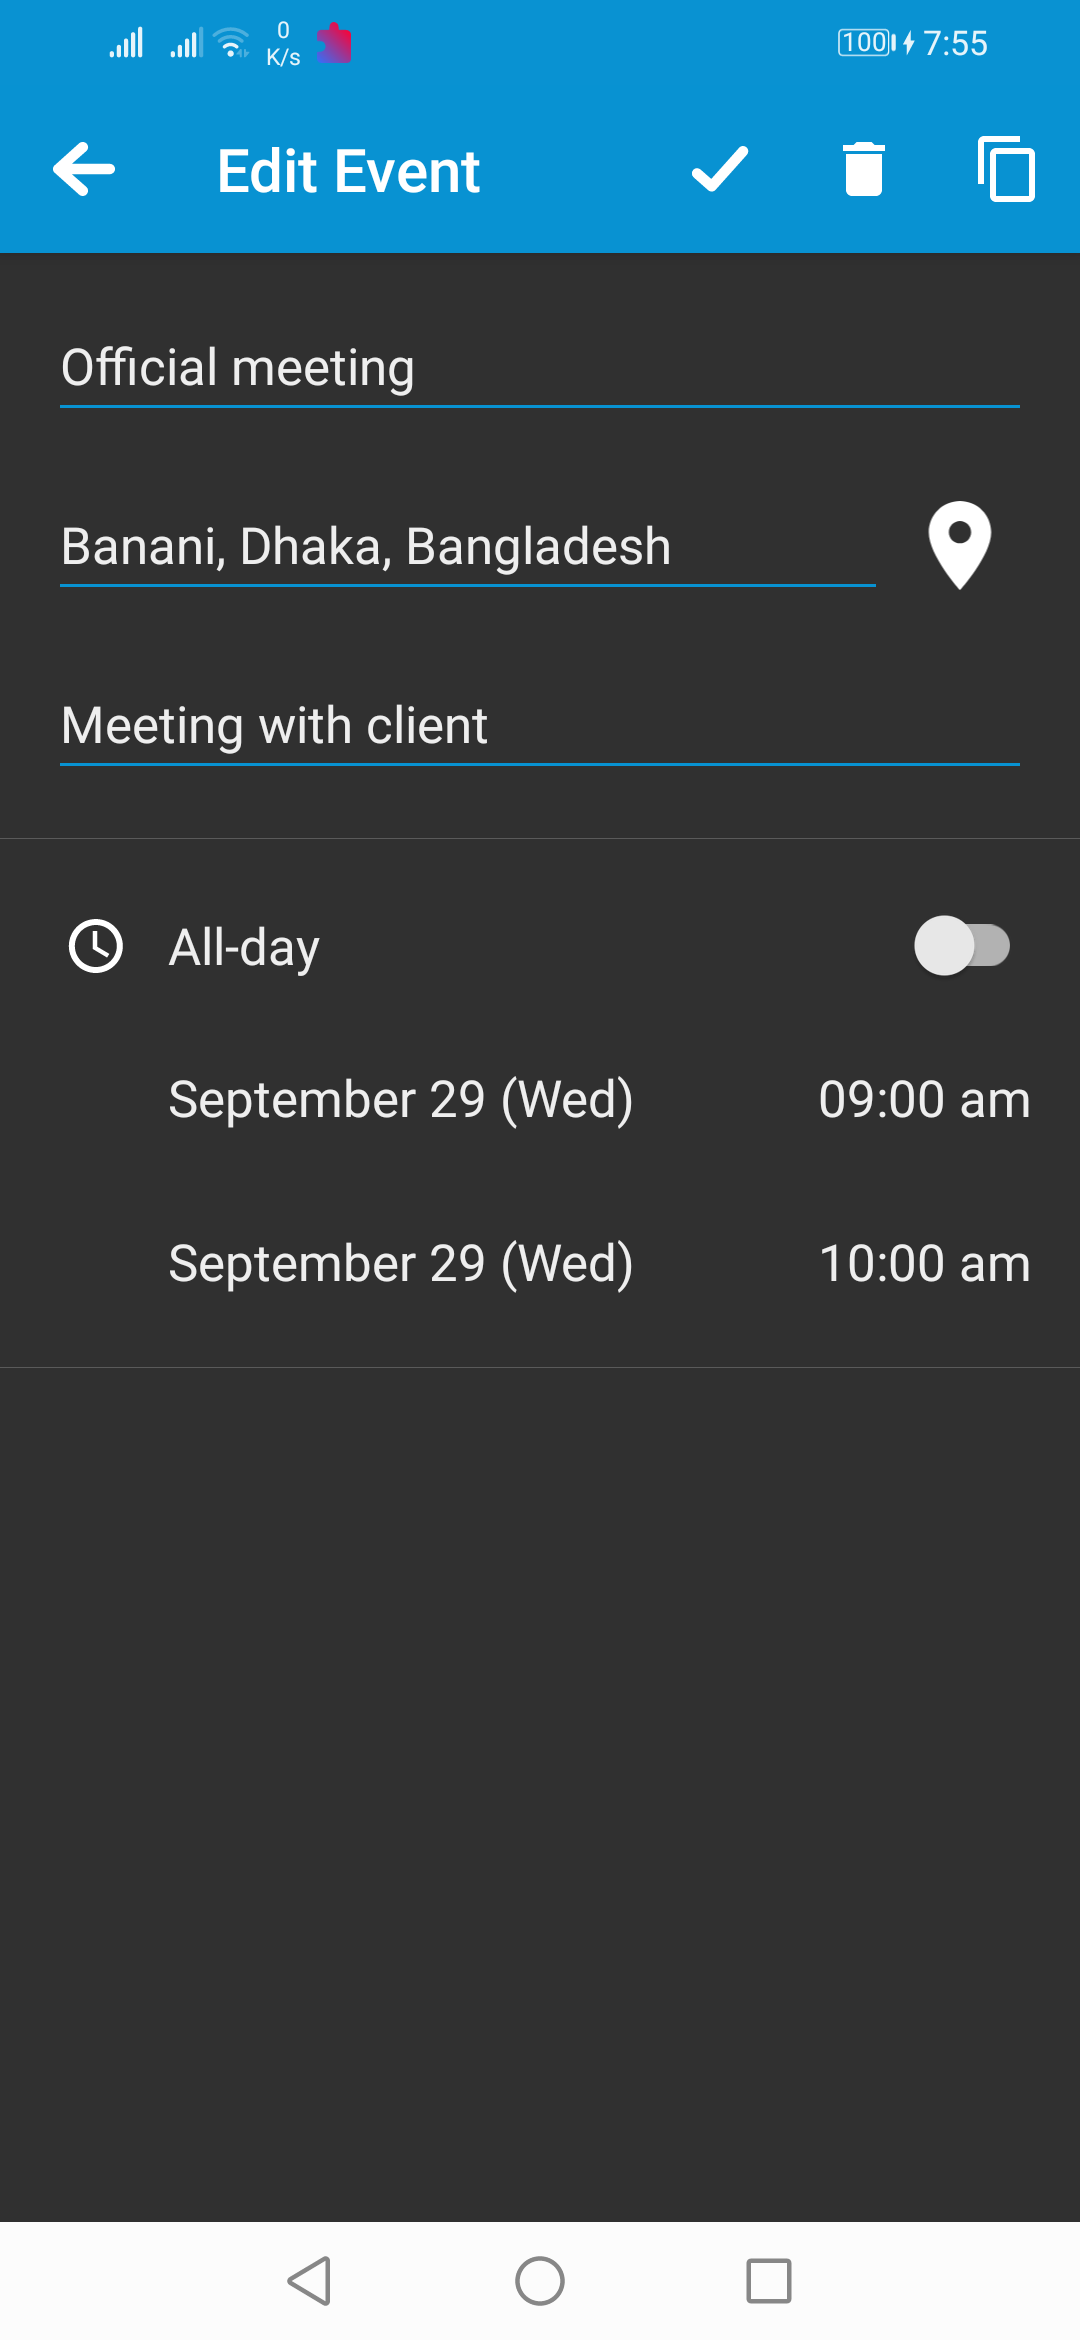 0
K/s
100
7:55
Edit Event
Official meeting
Banani, Dhaka, Bangladesh
Meeting with client
All-day
September 29 (Wed) 09:00 am
September 29 (Wed) 10:00 am